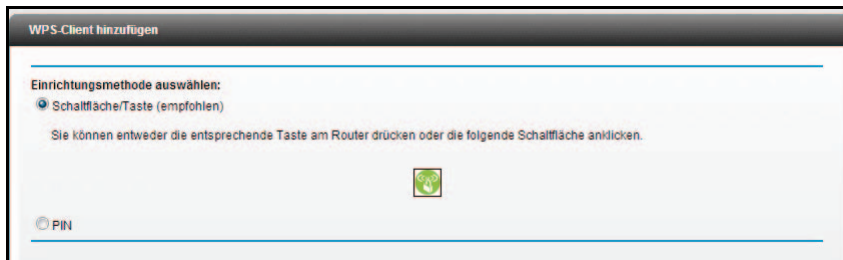 WPS-Client hinzufügen
Einrichtungsmethode auswählen:
Schaltfläche/Taste (empfohlen)
Sie können entweder die entsprechende Taste am Router drücken oder die folgende Schaltfläche anklicken.
PIN